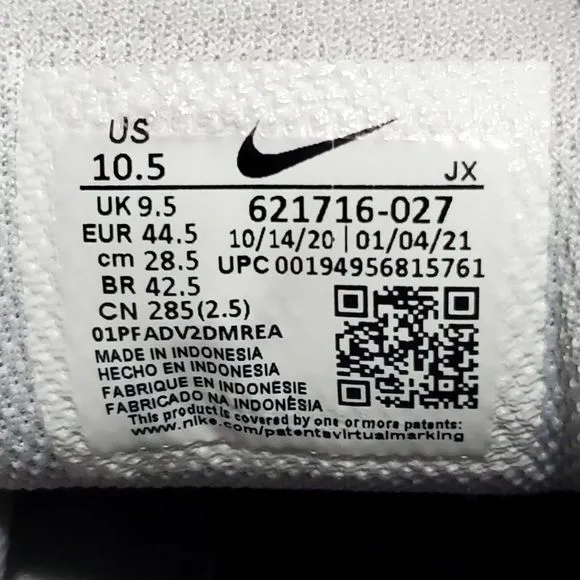 US
10.5
JX
UK 9.5
621716-027
EUR 44.5
10/14/20 | 01/04/21
cm 28.5
UPC 00194956815761
BR 42.5
CN 285(2.5)
01PFADV2DMREA
MADE IN INDONESIA
HECHO EN INDONESIA
FABRIQUE EN INDONÉSIE
FABRICADO NA INDONÉSIA
This product is covered by one or more patents:
www.nike.com/patentsvirtualmarking